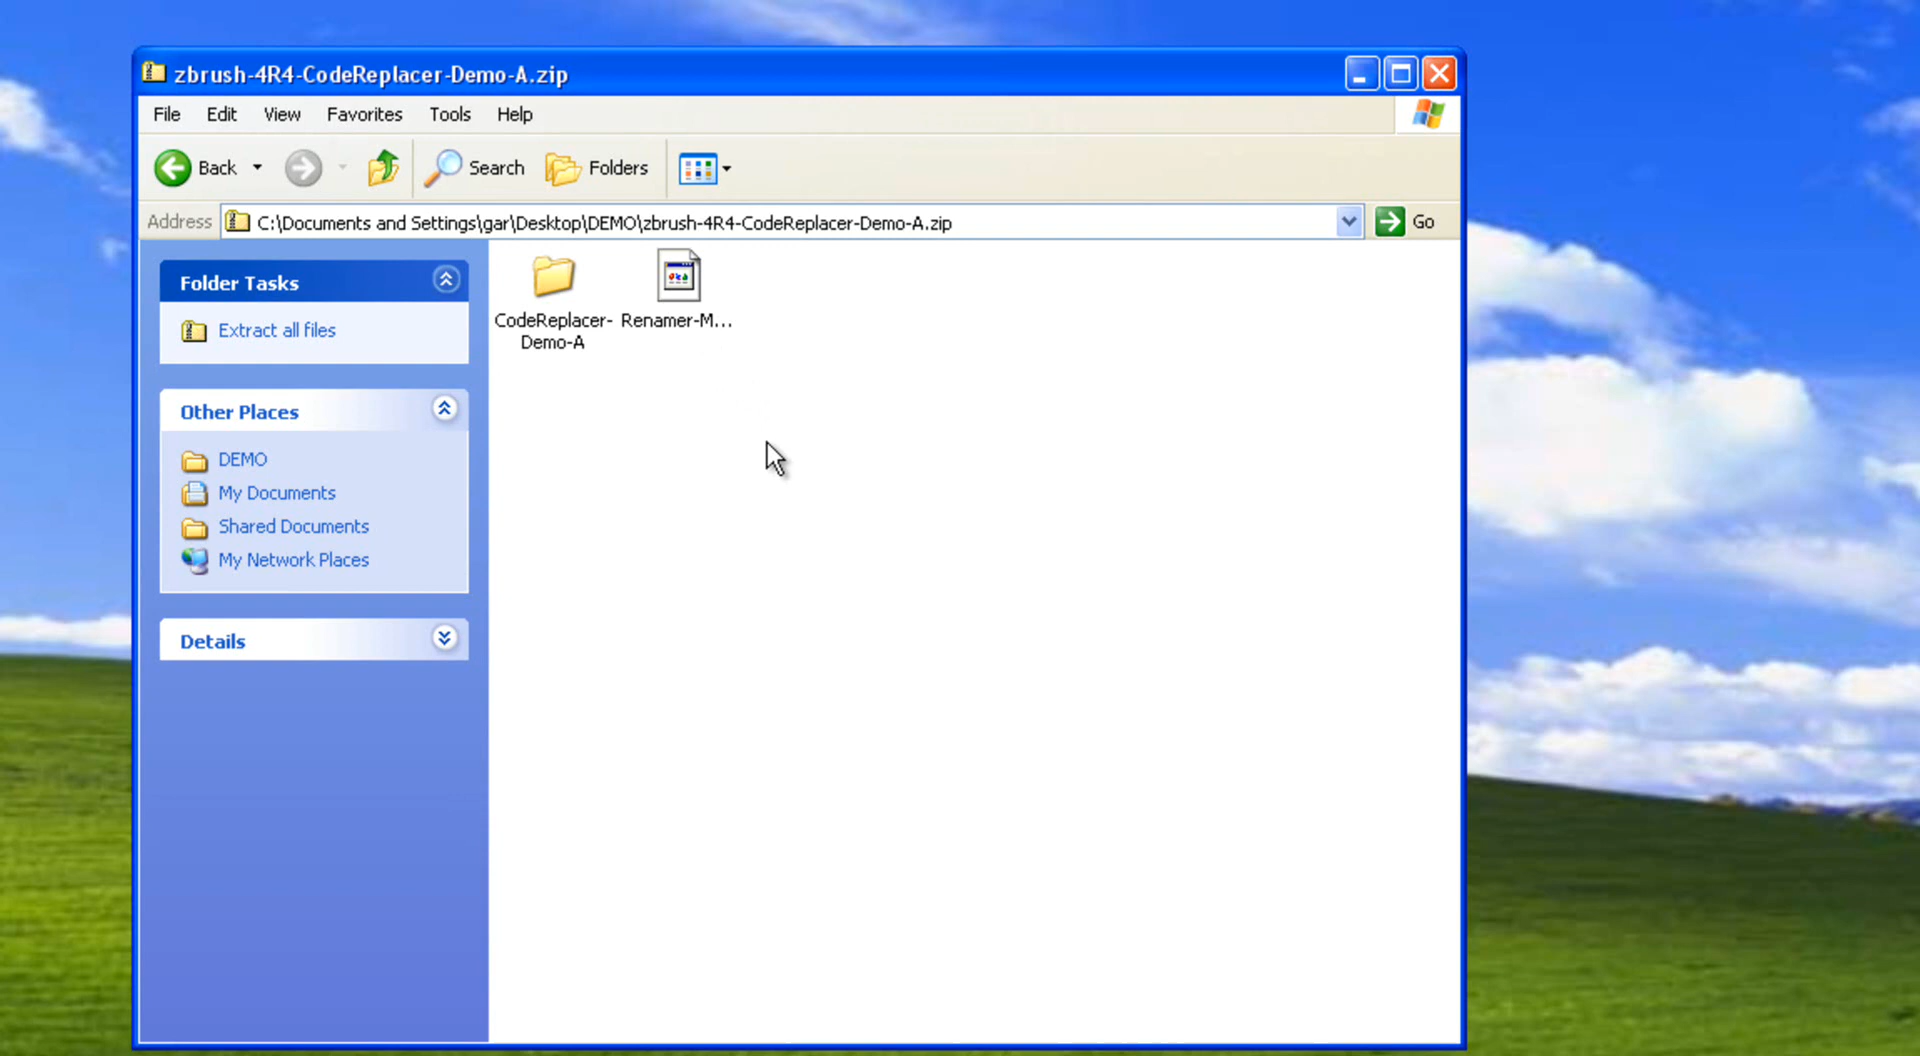 zbrush-4R4-CodeReplacer-Demo-A.zip
File Edit View Favorites Tools Help
Back Search Folders
Address C:\Documents and Settings\gar\Desktop\DEMO\zbrush-4R4-CodeReplacer-Demo-A.zip Go
Folder Tasks
Extract all files
Other Places
DEMO
My Documents
Shared Documents
My Network Places
Details
CodeReplacer-
Demo-A
Renamer-M...